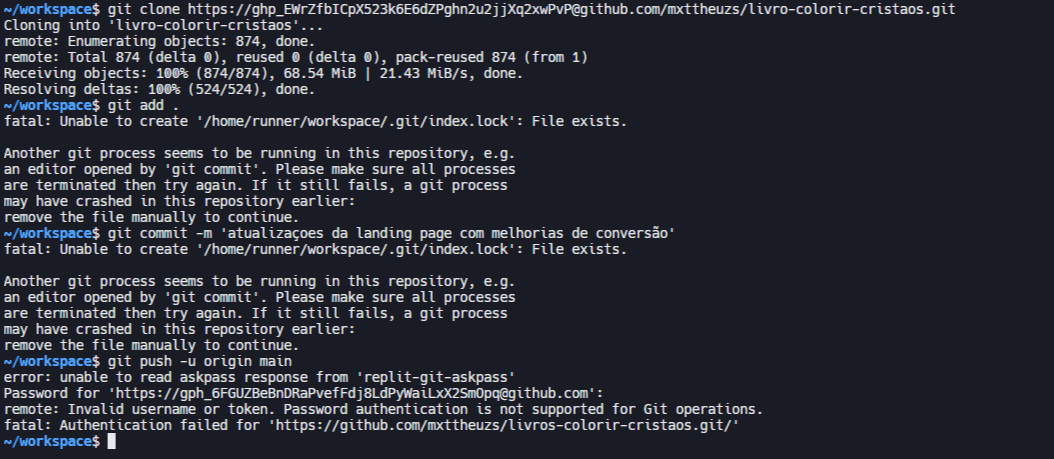 ~/workspace$ git clone https://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@github.com/mxttheuzs/livro-colorir-cristaos.git
Cloning into 'livro-colorir-cristaos'...
remote: Enumerating objects: 874, done.
remote: Total 874 (delta 0), reused 0 (delta 0), pack-reused 874 (from 1)
Receiving objects: 100% (874/874), 68.54 MiB | 21.43 MiB/s, done.
Resolving deltas: 100% (524/524), done.
~/workspace$ git add .
fatal: Unable to create '/home/runner/workspace/.git/index.lock': File exists.

Another git process seems to be running in this repository, e.g.
an editor opened by 'git commit'. Please make sure all processes
are terminated then try again. If it still fails, a git process
may have crashed in this repository earlier:
remove the file manually to continue.
~/workspace$ git commit -m 'atualizaçoes da landing page com melhorias de conversão'
fatal: Unable to create '/home/runner/workspace/.git/index.lock': File exists.

Another git process seems to be running in this repository, e.g.
an editor opened by 'git commit'. Please make sure all processes
are terminated then try again. If it still fails, a git process
may have crashed in this repository earlier:
remove the file manually to continue.
~/workspace$ git push -u origin main
error: unable to read askpass response from 'replit-git-askpass'
Password for 'https://gph_6FGUZBeBnDRaPvefFdj8LdPyWaiLxX2SmOpq@github.com':
remote: Invalid username or token. Password authentication is not supported for Git operations.
fatal: Authentication failed for 'https://github.com/mxttheuzs/livros-colorir-cristaos.git/'
~/workspace$